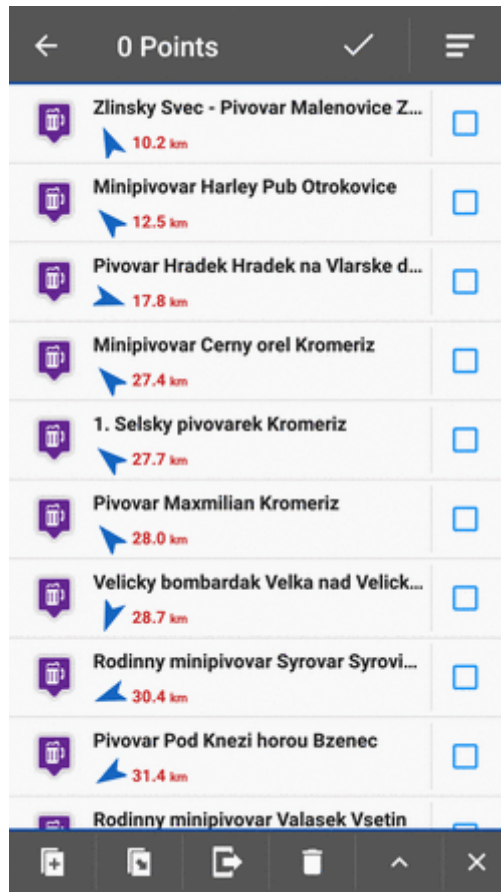 0 Points
Zlinsky Svec - Pivovar Malenovice Z...
10.2 km
Minipivovar Harley Pub Otrokovice
12.5 km
Pivovar Hradek Hradek na Vlarske d...
17.8 km
Minipivovar Cerny orel Kromeriz
27.4 km
1. Selsky pivovarek Kromeriz
27.7 km
Pivovar Maxmilian Kromeriz
28.0 km
Velicky bombardak Velka nad Velick...
28.7 km
Rodinny minipivovar Syrovar Syrovi...
30.4 km
Pivovar Pod Knezi horou Bzenec
31.4 km
Rodinny minipivovar Valasek Vsetin